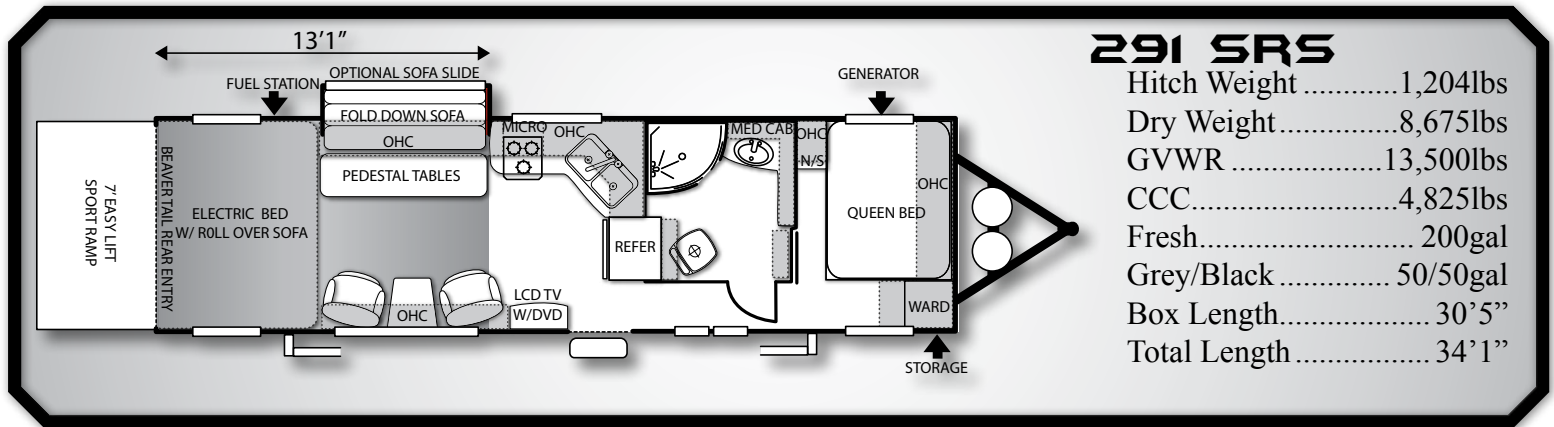 13'1"
OPTIONAL SOFA SLIDE
FUEL STATION
FOLD DOWN SOFA
OHC
PEDESTAL TABLES
7' EASY LIFT
SPORT RAMP
BEAVERTAIL REAR ENTRY
ELECTRIC BED
W/ ROLL OVER SOFA
OHC
LCD TV
W/DVD
MICRO
OHC
REFER
MED CAB
OHC
N/S
GENERATOR
OHC
QUEEN BED
WARD
STORAGE
291 SRS
Hitch Weight ............1,204lbs
Dry Weight...............8,675lbs
GVWR ...................13,500lbs
CCC.........................4,825lbs
Fresh......................... 200gal
Grey/Black .............. 50/50gal
Box Length.................. 30'5”
Total Length ................ 34'1”